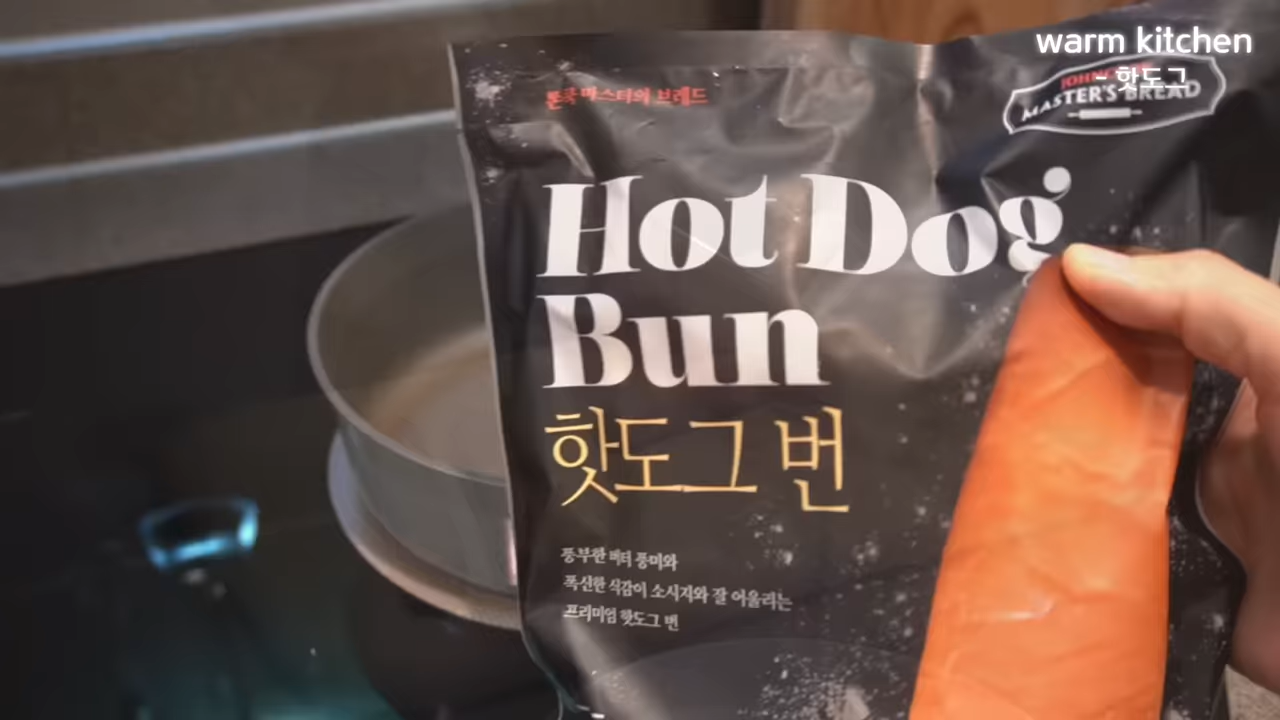 warm kitchen
- 핫도그
존쿡 마스터의 브레드
MASTER'S BREAD
Hot Dog
Bun
핫도그 번
풍부한 버터 풍미와
폭신한 식감이 소시지와 잘 어울리는
프리미엄 핫도그 번